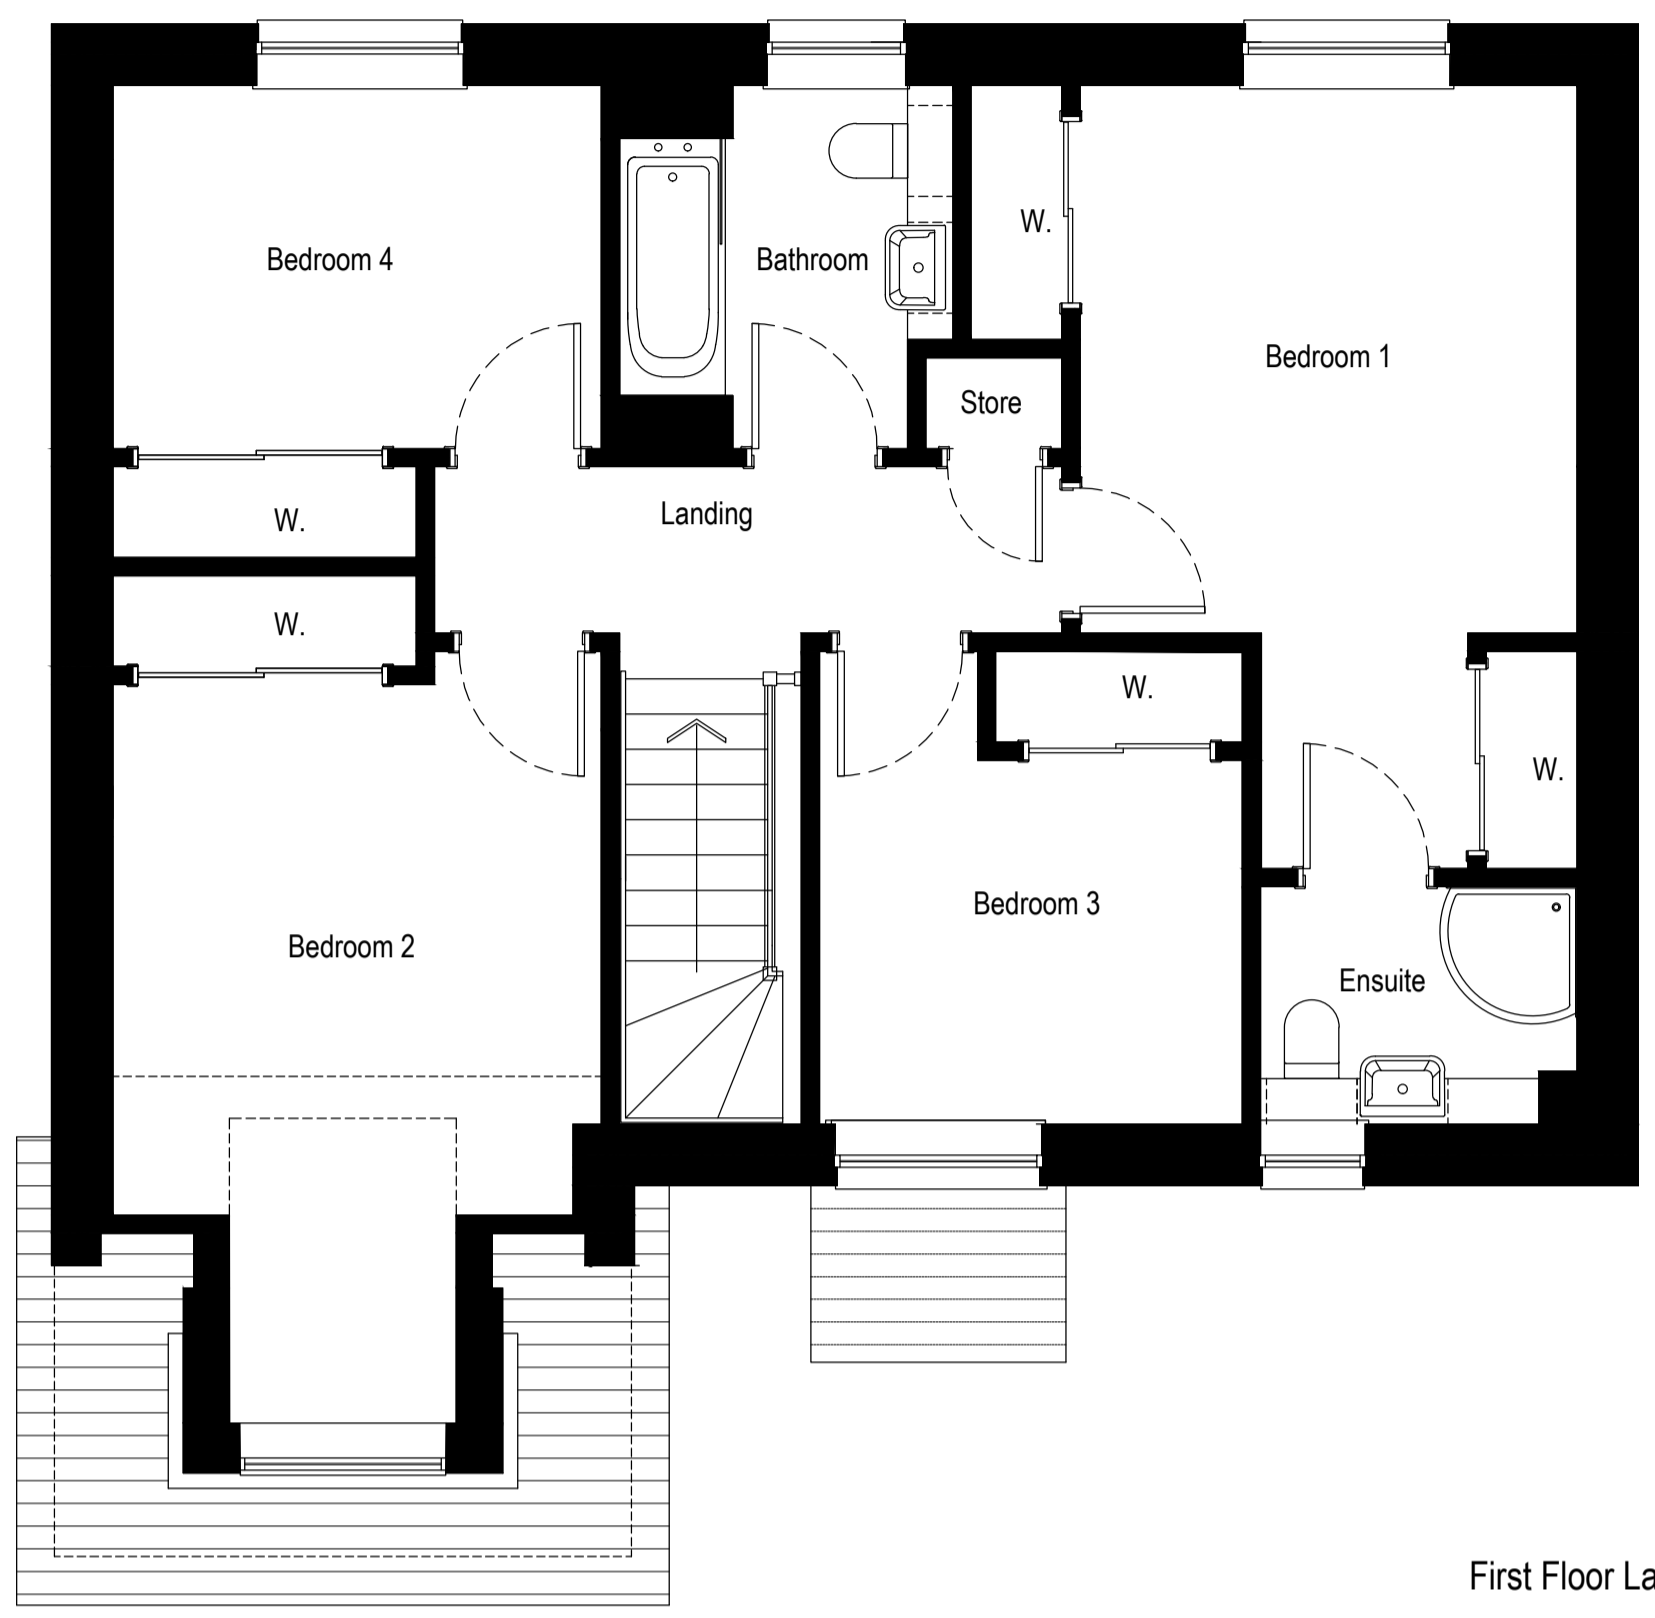 W.
Bedroom 4
Bathroom
Bedroom 1
Store
W.
Landing
W.
W.
W.
Bedroom 3
Bedroom 2
Ensuite
First Floor La